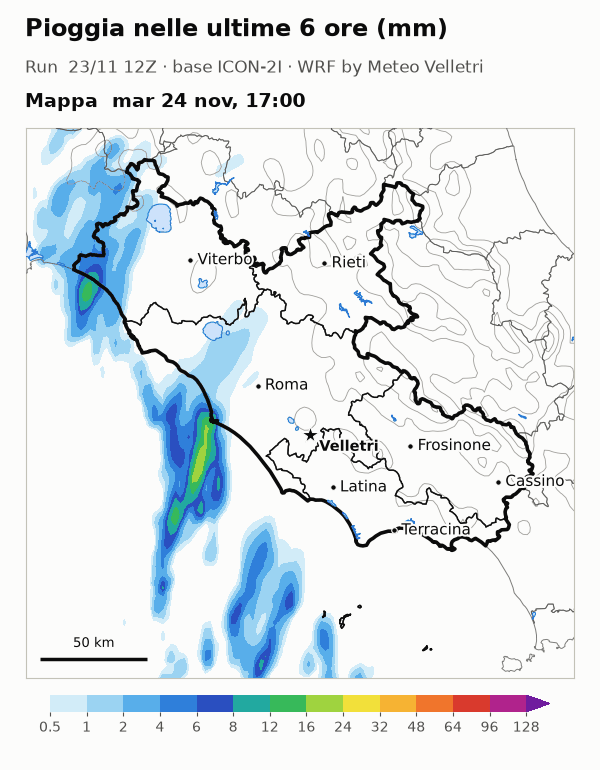 Pioggia nelle ultime 6 ore (mm)
Run  23/11 12Z · base ICON-2I · WRF by Meteo Velletri
Mappa  mar 24 nov, 17:00
Viterbo
Rieti
Roma
Velletri
Frosinone
Cassino
Latina
Terracina
50 km
0.5 1 2 4 6 8 12 16 24 32 48 64 96 128